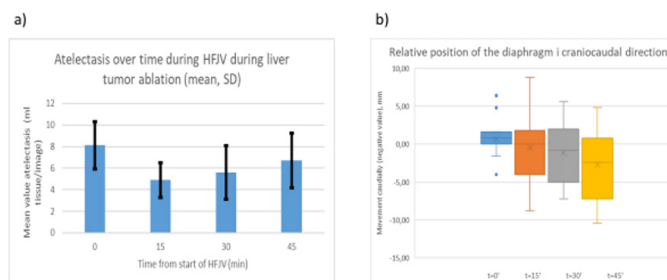 a)
Atelectasis over time during HFJV during liver
tumor ablation (mean, SD)
Mean value atelectasis (ml
tissue/image)
12
10
8
6
4
2
0
0 15 30 45
Time from start of HFJV (min)
b)
Relative position of the diaphragm i craniocaudal direction
Movement caudially (negative value), mm
10,00
5,00
0,00
-5,00
-10,00
-15,00
t=0' t=15' t=30' t=45'